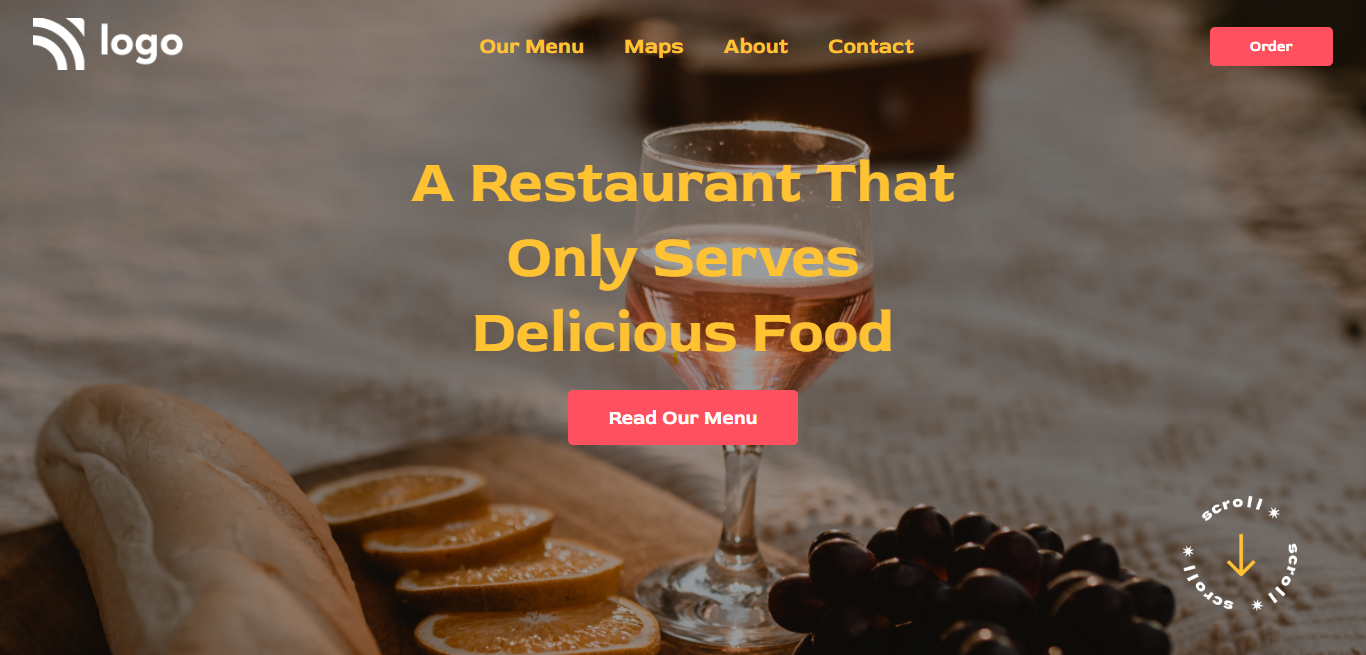 logo
Our Menu Maps About Contact
Order
A Restaurant That
Only Serves
Delicious Food
Read Our Menu
scroll ✷ scroll ✷ scroll ✷